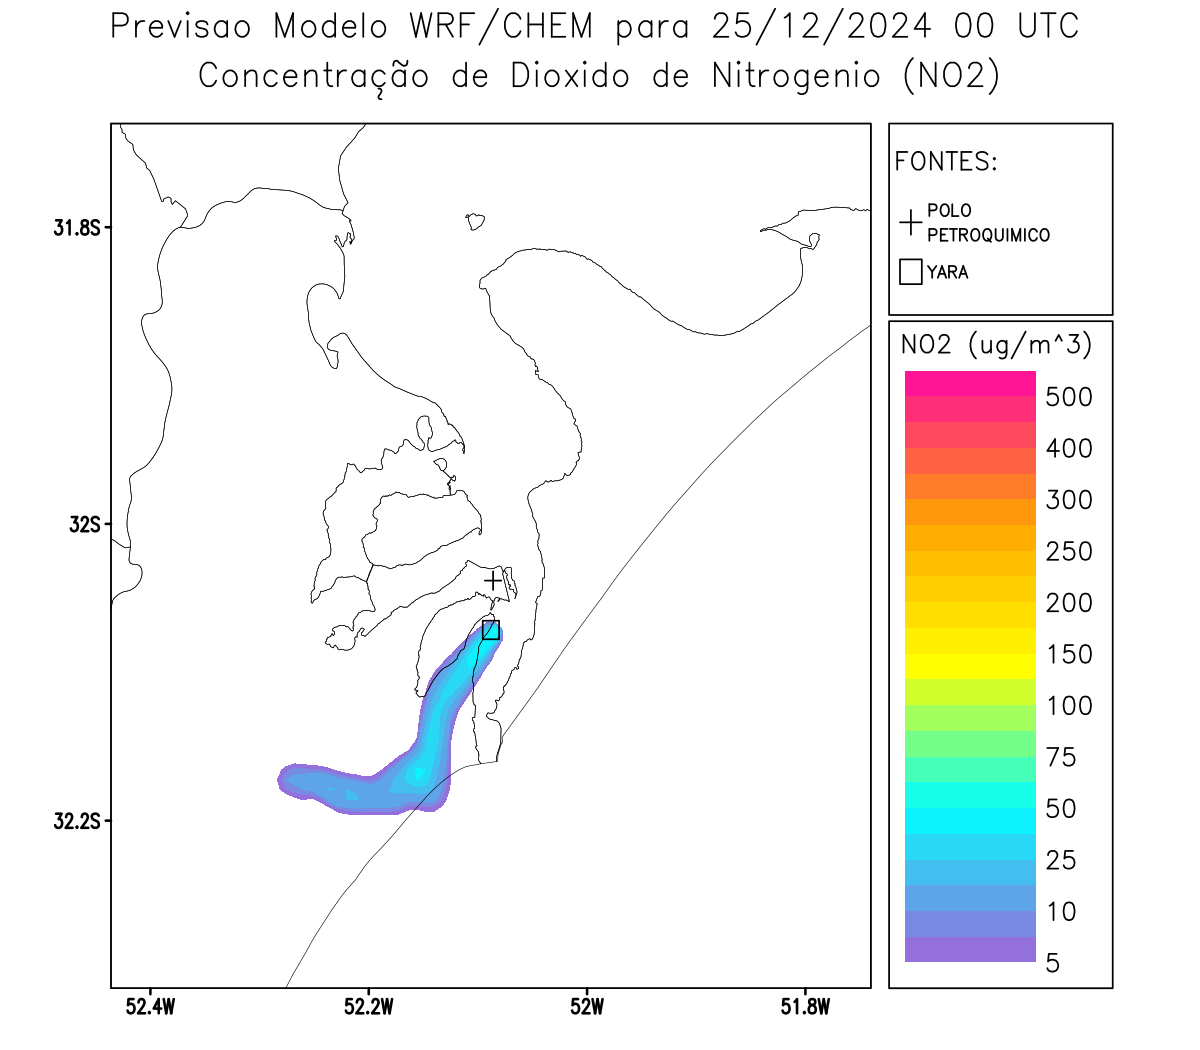 Previsao Modelo WRF/CHEM para 25/12/2024 00 UTC
Concentração de Dioxido de Nitrogenio (NO2)
FONTES:
POLO
PETROQUIMICO
YARA
NO2 (ug/m^3)
500
400
300
250
200
150
100
75
50
25
10
5
31.8S
32S
32.2S
52.4W
52.2W
52W
51.8W